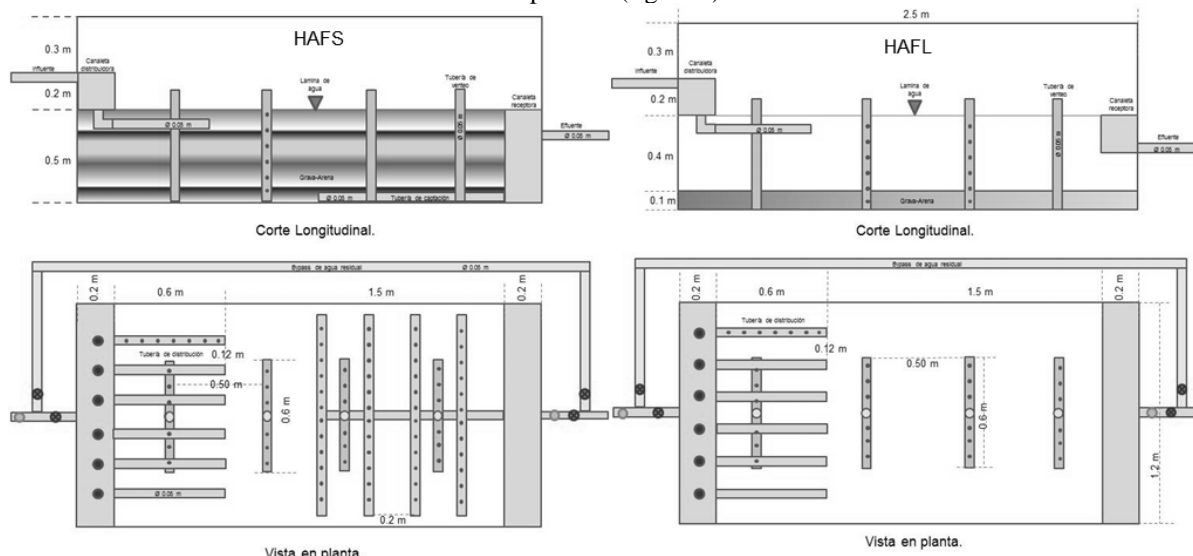 HAFS
0.3 m
Influente
Canaleta
distribuidora
0.2 m
Lamina de
agua
Tubería de
venteo
Canaleta
receptora
Ø 0.05 m
Ø 0.05 m
Efluente
Ø 0.05 m
0.5 m
Grava-Arena
Ø 0.05 m
Tubería de captación
Corte Longitudinal.
2.5 m
HAFL
0.3 m
Influente
Canaleta
distribuidora
0.2 m
Lamina de
agua
Tubería de
venteo
Canaleta
receptora
Ø 0.05 m
Ø 0.05 m
Efluente
Ø 0.05 m
0.4 m
0.1 m
Grava-Arena
Corte Longitudinal.
Bypass de agua residual
Ø 0.05 m
0.2 m
0.6 m
1.5 m
0.2 m
Tubería de distribución
0.12 m
0.50 m
0.6 m
Ø 0.05 m
0.2 m
Vista en planta.
Bypass de agua residual
0.2 m
0.6 m
1.5 m
0.2 m
Tubería de distribución
0.12 m
0.50 m
0.6 m
1.2 m
Vista en planta.